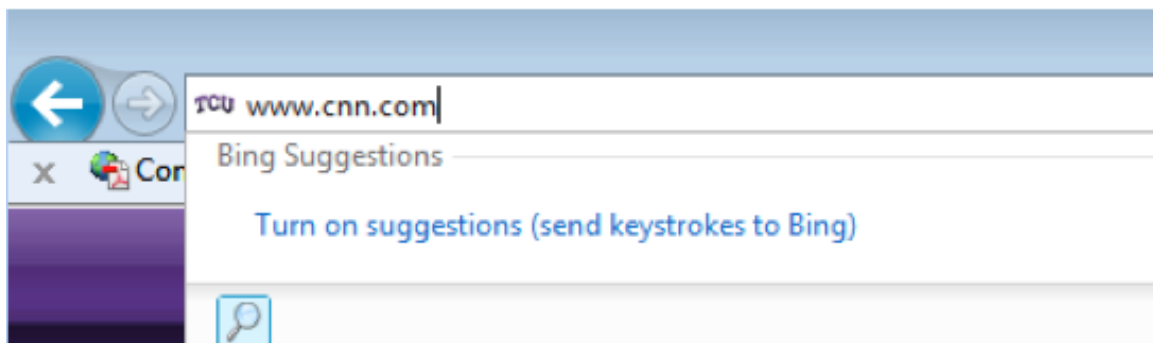 TCU www.cnn.com
Bing Suggestions
x Con
Turn on suggestions (send keystrokes to Bing)